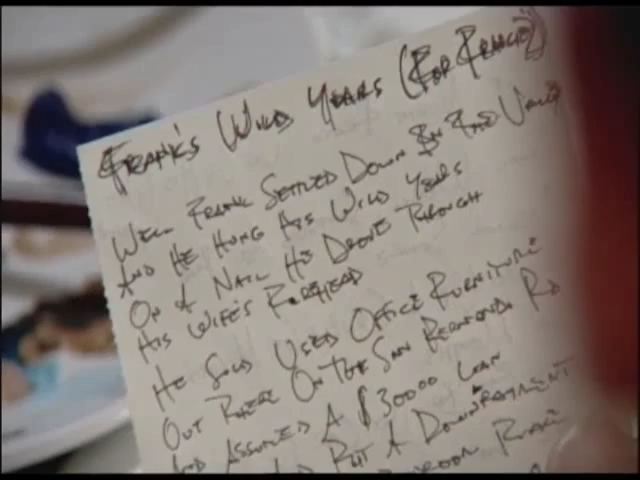 FRANK'S WILD YEARS (FOR FRANCIE)
WELL FRANK SETTLED DOWN IN THE VALLEY
AND HE HUNG HIS WILD YEARS
ON A NAIL HE DROVE THROUGH
HIS WIFE'S FOREHEAD
HE SOLD USED OFFICE FURNITURE
OUT THERE ON THE SAN FERNANDO RD
AND ASSUMED A $30000 LOAN
PUT A DOWNPAYMENT